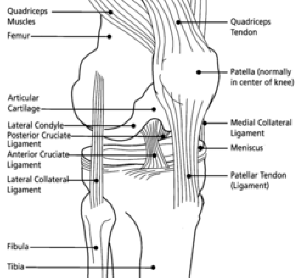 Quadriceps
Muscles
Femur
Articular
Cartilage
Lateral Condyle
Posterior Cruciate
Ligament
Anterior Cruciate
Ligament
Lateral Collateral
Ligament
Fibula
Tibia
Quadriceps
Tendon
Patella (normally
in center of knee)
Medial Collateral
Ligament
Meniscus
Patellar Tendon
(Ligament)